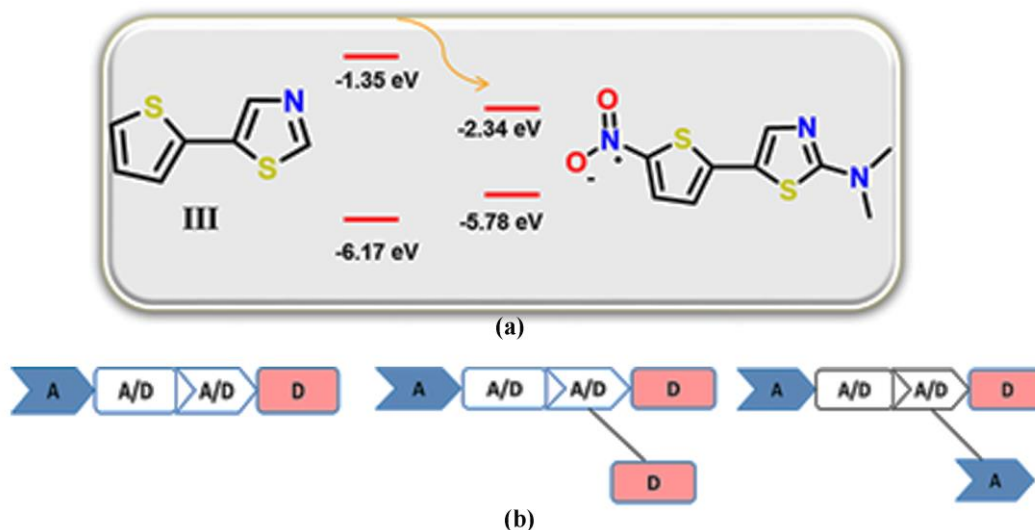 -1.35 eV
-2.34 eV
-5.78 eV
-6.17 eV
S
N
S
III
O
O
-
N
•
S
N
S
N
(a)
A A/D A/D D
A A/D A/D D
D
A A/D A/D D
A
(b)